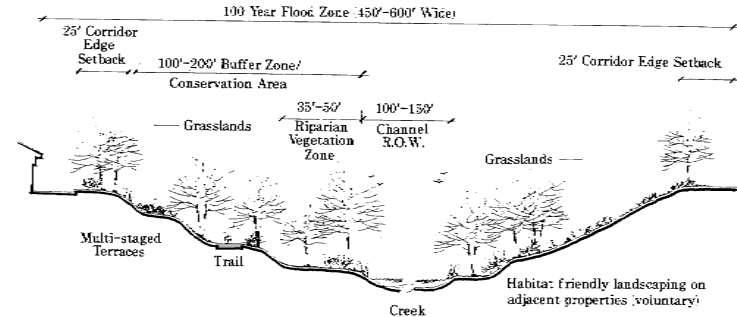 100 Year Flood Zone (450'-600' Wide)
25' Corridor
Edge
Setback
100'-200' Buffer Zone/
Conservation Area
25' Corridor Edge Setback
35'-50'
Riparian
Vegetation
Zone
100'-150'
Channel
R.O.W.
Grasslands
Grasslands
Multi-staged
Terraces
Trail
Creek
Habitat friendly landscaping on
adjacent properties (voluntary)